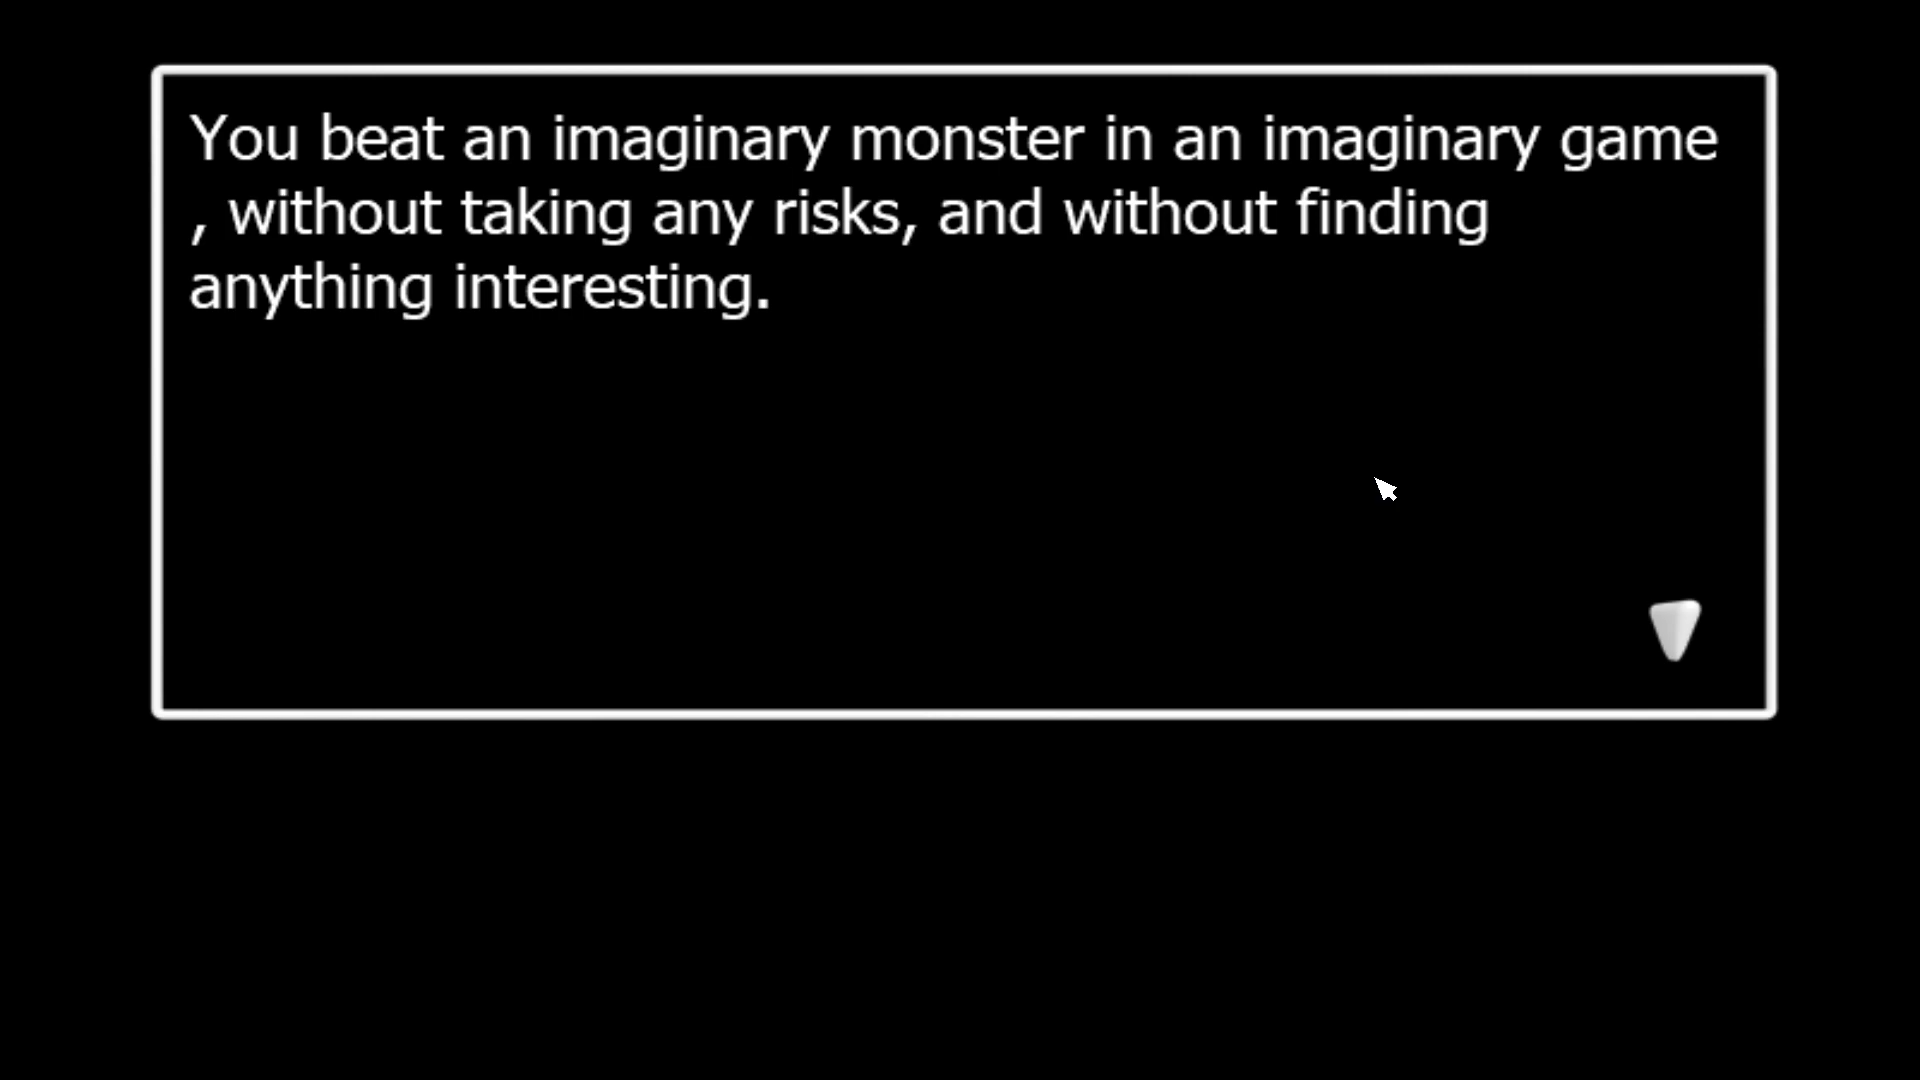 You beat an imaginary monster in an imaginary game
, without taking any risks, and without finding
anything interesting.